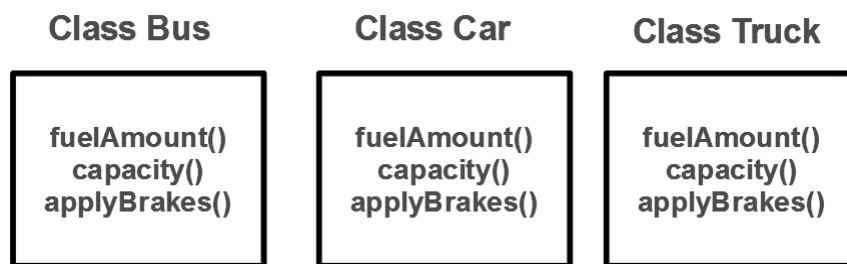 Class Bus
fuelAmount()
capacity()
applyBrakes()
Class Car
fuelAmount()
capacity()
applyBrakes()
Class Truck
fuelAmount()
capacity()
applyBrakes()